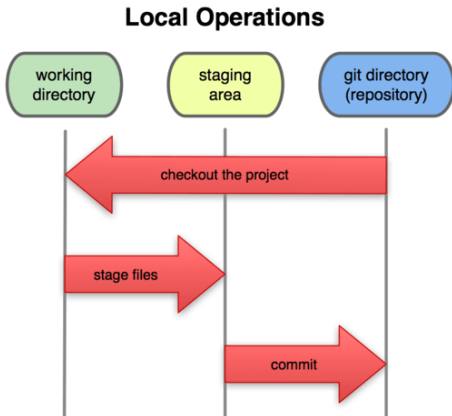 Local Operations
working
directory
staging
area
git directory
(repository)
checkout the project
stage files
commit